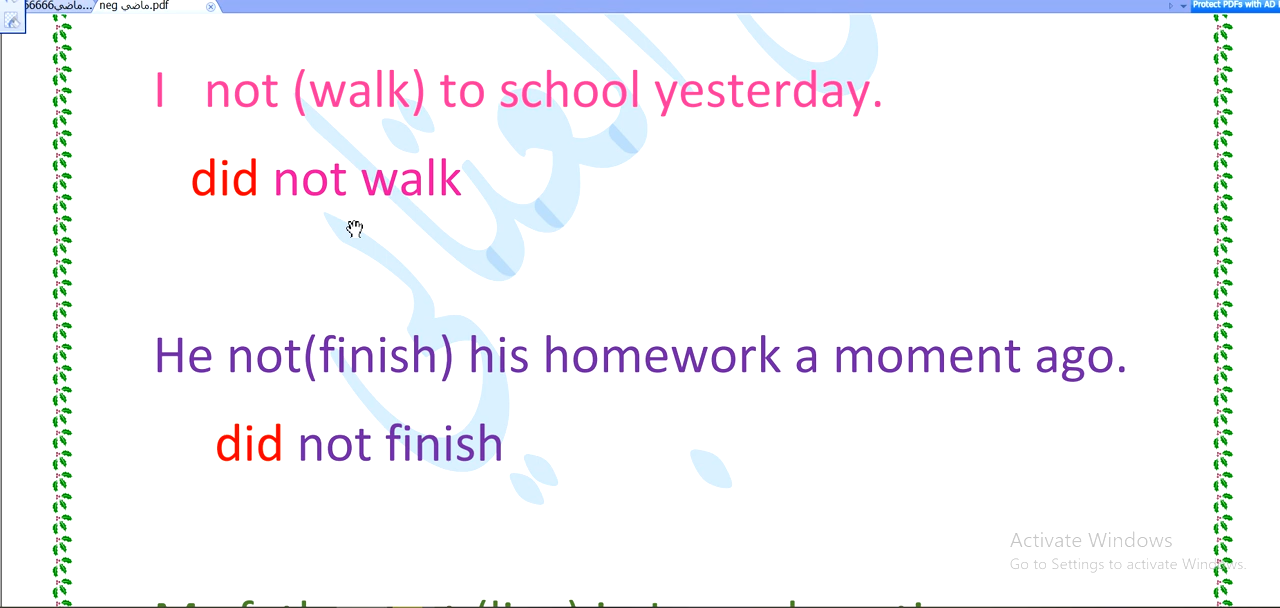 ماضي66666...
neg ماضي.pdf
Protect PDFs with AD
I not (walk) to school yesterday.
did not walk
He not(finish) his homework a moment ago.
did not finish
Activate Windows
Go to Settings to activate Windows.